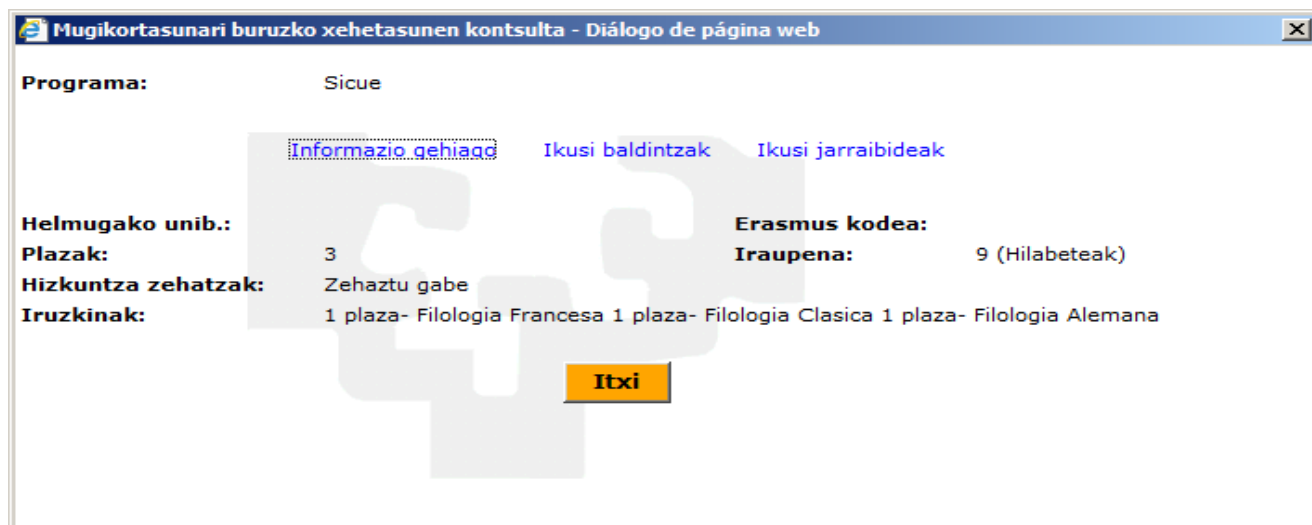 Mugikortasunari buruzko xehetasunen kontsulta - Diálogo de página web
Programa: Sicue
Informazio gehiago Ikusi baldintzak Ikusi jarraibideak
Helmugako unib.: Erasmus kodea:
Plazak: 3 Iraupena: 9 (Hilabeteak)
Hizkuntza zehatzak: Zehaztu gabe
Iruzkinak: 1 plaza- Filologia Francesa 1 plaza- Filologia Clasica 1 plaza- Filologia Alemana
Itxi